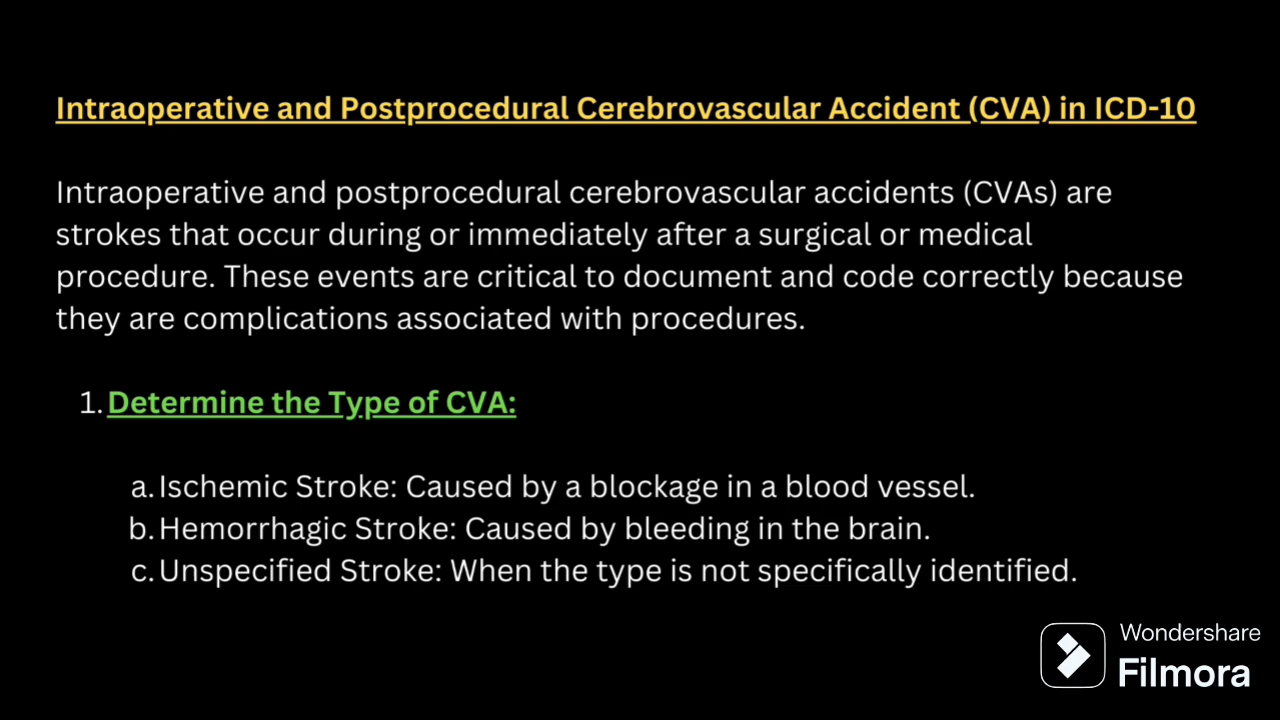 Intraoperative and Postprocedural Cerebrovascular Accident (CVA) in ICD-10
Intraoperative and postprocedural cerebrovascular accidents (CVAs) are
strokes that occur during or immediately after a surgical or medical
procedure. These events are critical to document and code correctly because
they are complications associated with procedures.
1. Determine the Type of CVA:
a. Ischemic Stroke: Caused by a blockage in a blood vessel.
b. Hemorrhagic Stroke: Caused by bleeding in the brain.
c. Unspecified Stroke: When the type is not specifically identified.
Wondershare
Filmora